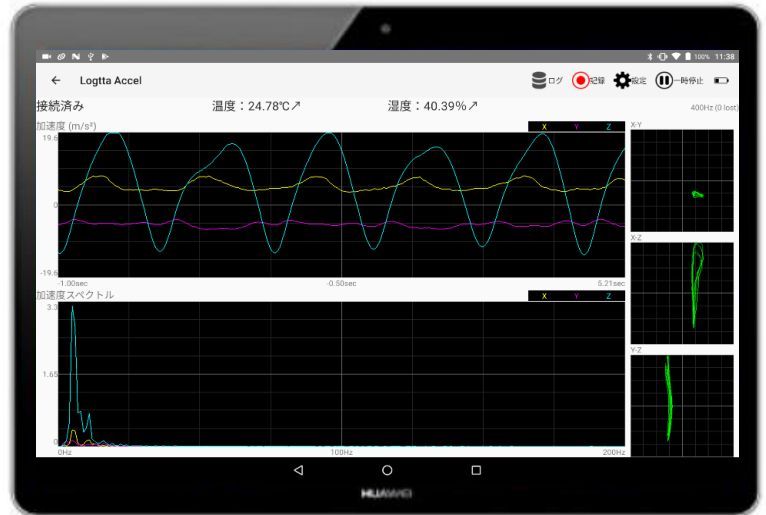 100% 11:38
← Logtta Accel
ログ 記録 設定 一時停止
接続済み 温度：24.78℃↗ 湿度：40.39%↗ 400Hz (0 lost)
加速度 (m/s²) X Y Z X-Y
19.6
0
X-Z
-19.6
-1.00sec -0.50sec 5.21sec
加速度スペクトル X Y Z
3.3
Y-Z
1.65
0
0Hz 100Hz 200Hz
HUAWEI